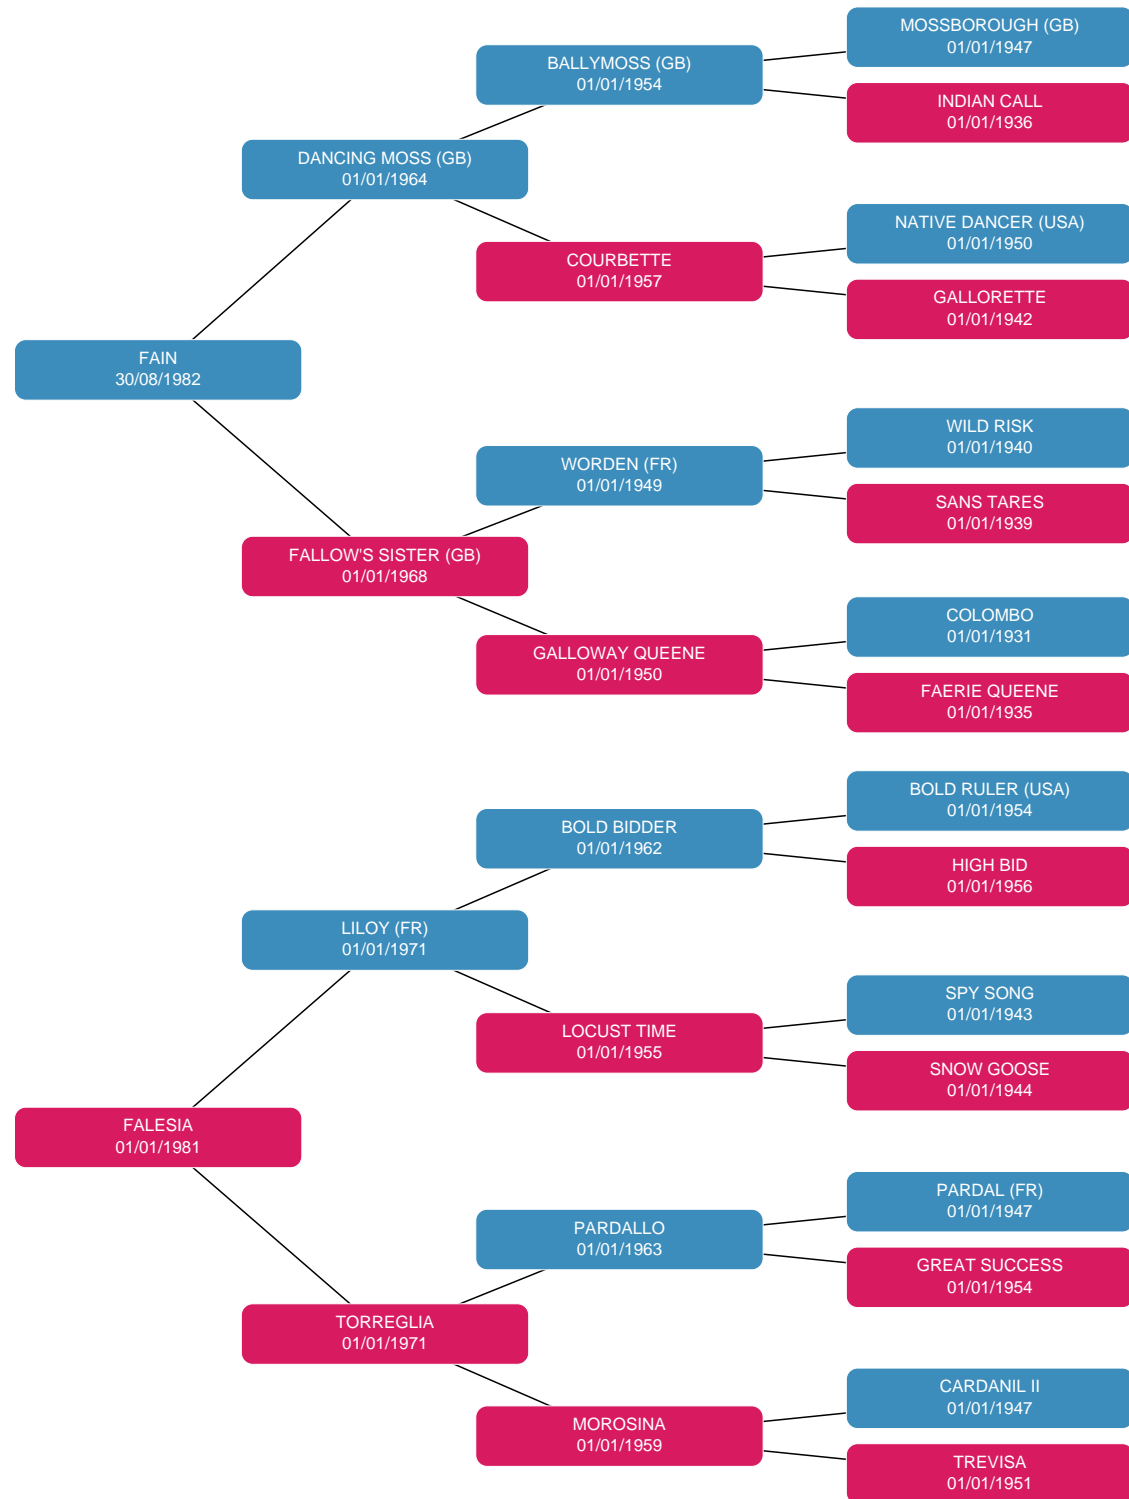 MOSSBOROUGH (GB)
01/01/1947
BALLYMOSS (GB)
01/01/1954
INDIAN CALL
01/01/1936
DANCING MOSS (GB)
01/01/1964
NATIVE DANCER (USA)
01/01/1950
COURBETTE
01/01/1957
GALLORETTE
01/01/1942
FAIN
30/08/1982
WILD RISK
01/01/1940
WORDEN (FR)
01/01/1949
SANS TARES
01/01/1939
FALLOW'S SISTER (GB)
01/01/1968
COLOMBO
01/01/1931
GALLOWAY QUEENE
01/01/1950
FAERIE QUEENE
01/01/1935
BOLD RULER (USA)
01/01/1954
BOLD BIDDER
01/01/1962
HIGH BID
01/01/1956
LILOY (FR)
01/01/1971
SPY SONG
01/01/1943
LOCUST TIME
01/01/1955
SNOW GOOSE
01/01/1944
FALESIA
01/01/1981
PARDAL (FR)
01/01/1947
PARDALLO
01/01/1963
GREAT SUCCESS
01/01/1954
TORREGLIA
01/01/1971
CARDANIL II
01/01/1947
MOROSINA
01/01/1959
TREVISA
01/01/1951